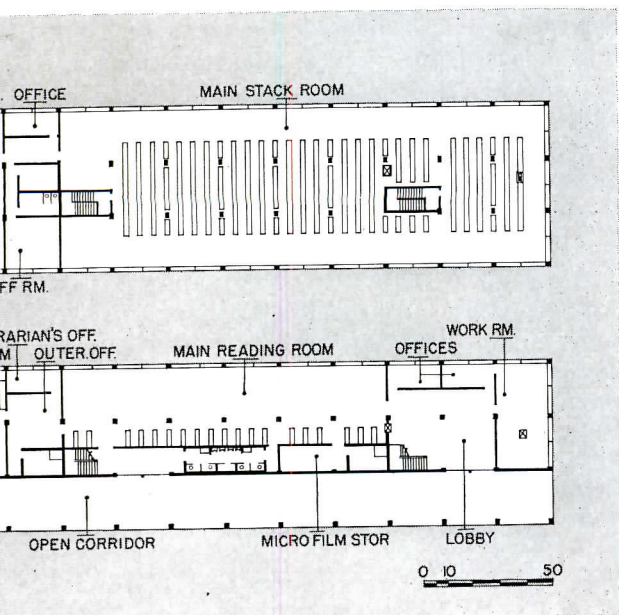 . OFFICE
MAIN STACK ROOM
FF RM.
RARIAN'S OFF.
WORK RM.
M OUTER.OFF.
MAIN READING ROOM
OFFICES
OPEN CORRIDOR
MICRO FILM STOR
LOBBY
0 10 50